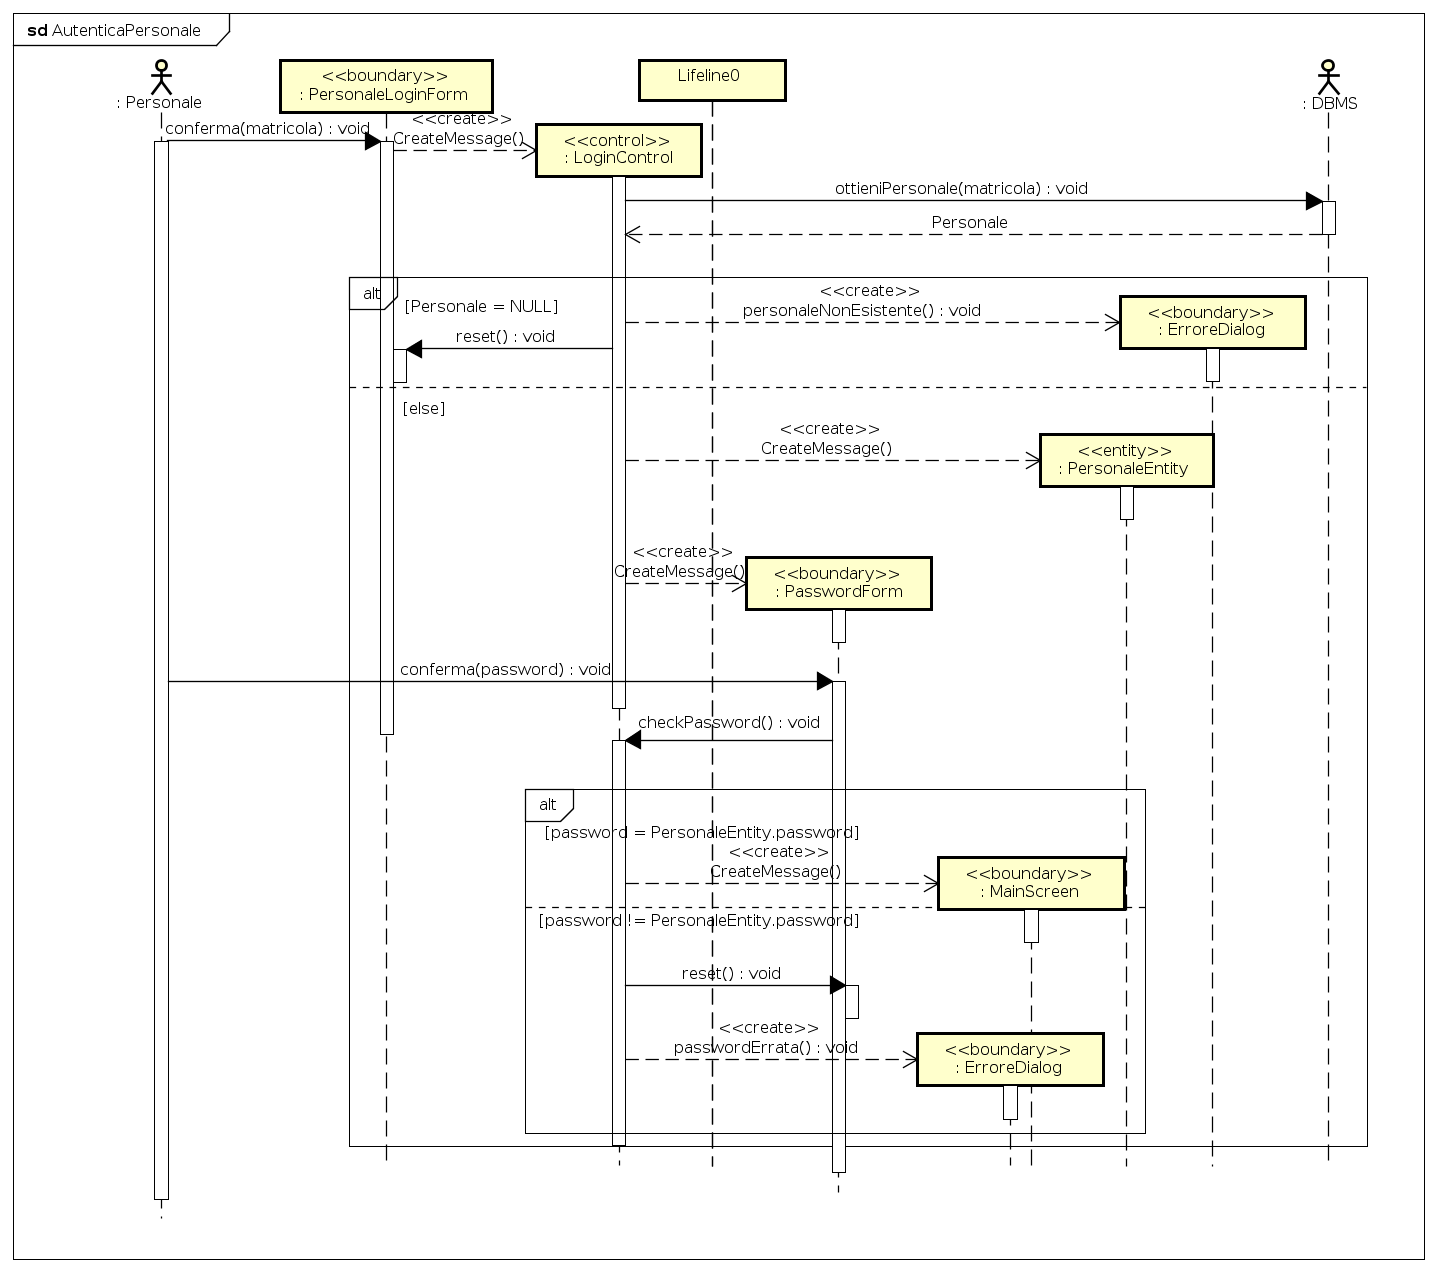 sd AutenticaPersonale
: Personale
<<boundary>>
: PersonaleLoginForm
Lifeline0
: DBMS
conferma(matricola) : void
<<create>>
CreateMessage()
<<control>>
: LoginControl
ottieniPersonale(matricola) : void
Personale
alt
[Personale = NULL]
<<create>>
personaleNonEsistente() : void
<<boundary>>
: ErroreDialog
reset() : void
[else]
<<create>>
CreateMessage()
<<entity>>
: PersonaleEntity
<<create>>
CreateMessage()
<<boundary>>
: PasswordForm
conferma(password) : void
checkPassword() : void
alt
[password = PersonaleEntity.password]
<<create>>
CreateMessage()
<<boundary>>
: MainScreen
[password != PersonaleEntity.password]
reset() : void
<<create>>
passwordErrata() : void
<<boundary>>
: ErroreDialog